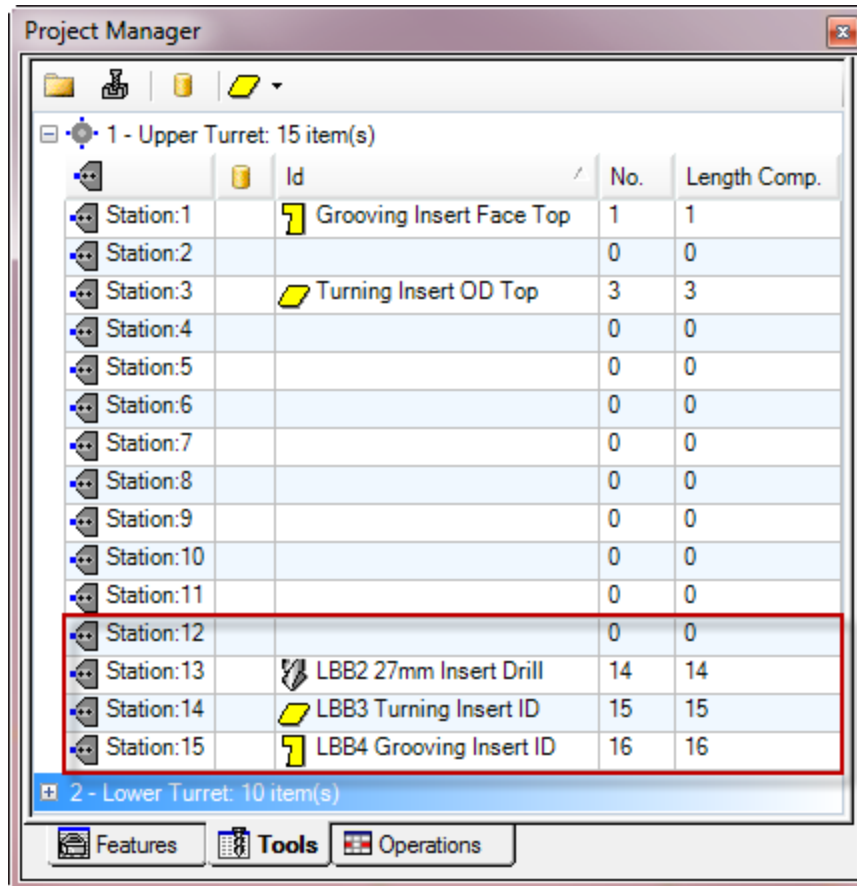 Project Manager
1 - Upper Turret: 15 item(s)
Id No. Length Comp.
Station:1 Grooving Insert Face Top 1 1
Station:2 0 0
Station:3 Turning Insert OD Top 3 3
Station:4 0 0
Station:5 0 0
Station:6 0 0
Station:7 0 0
Station:8 0 0
Station:9 0 0
Station:10 0 0
Station:11 0 0
Station:12 0 0
Station:13 LBB2 27mm Insert Drill 14 14
Station:14 LBB3 Turning Insert ID 15 15
Station:15 LBB4 Grooving Insert ID 16 16
2 - Lower Turret: 10 item(s)
Features Tools Operations